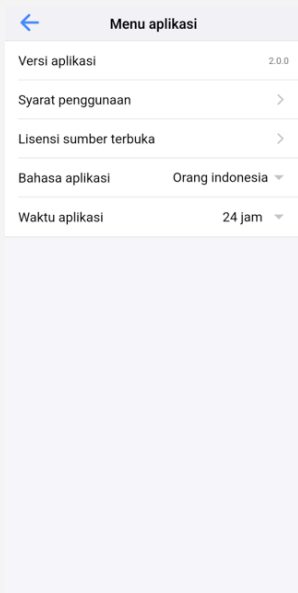 Menu aplikasi
Versi aplikasi 2.0.0
Syarat penggunaan
Lisensi sumber terbuka
Bahasa aplikasi Orang indonesia
Waktu aplikasi 24 jam